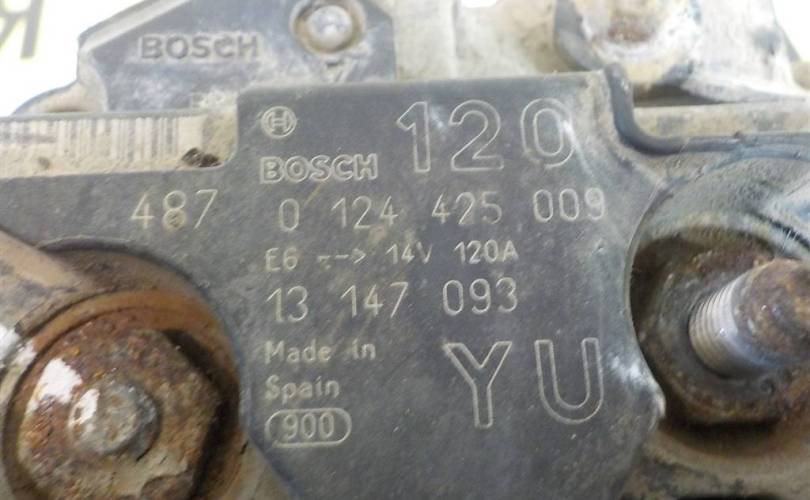 BOSCH
BOSCH 120
487 0 124 425 009
E6 --> 14V 120A
13 147 093
Made in
Spain
YU
900